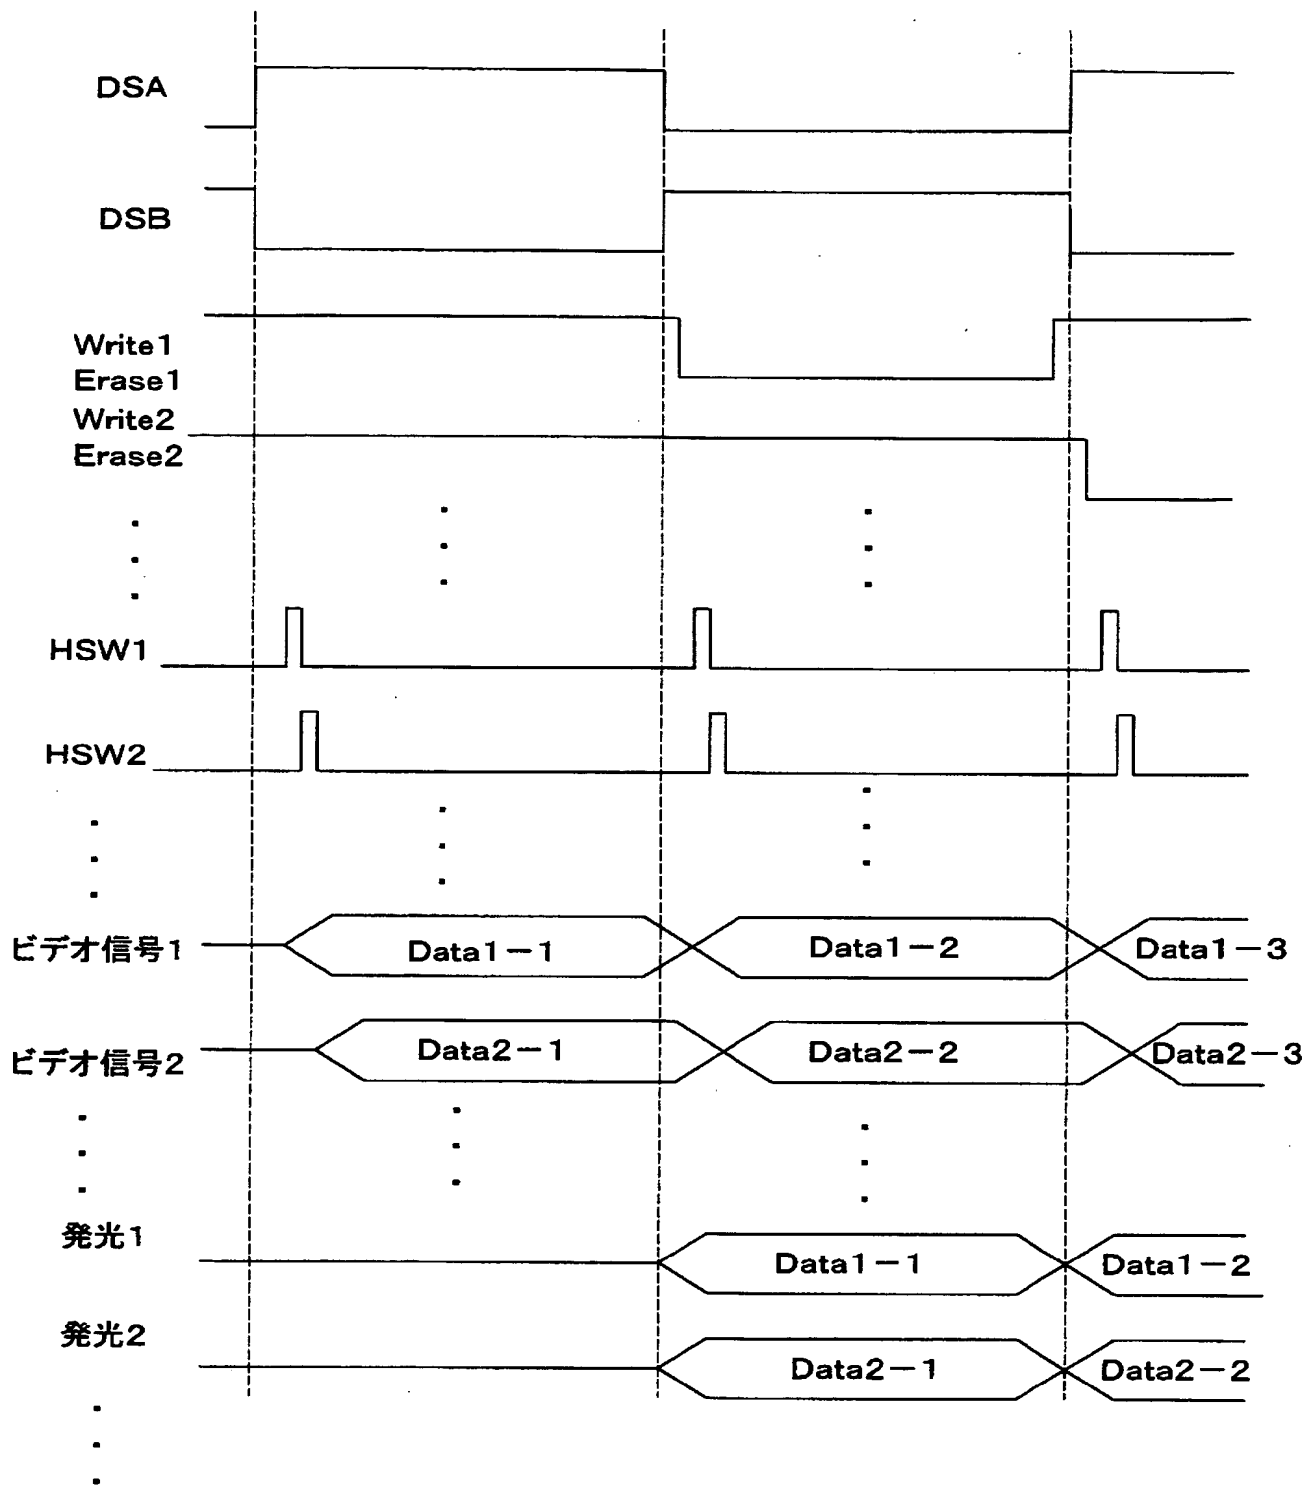 DSA
DSB
Write1
Erase1
Write2
Erase2
HSW1
HSW2
ビデオ信号1
Data1-1
Data1-2
Data1-3
ビデオ信号2
Data2-1
Data2-2
Data2-3
発光1
Data1-1
Data1-2
発光2
Data2-1
Data2-2